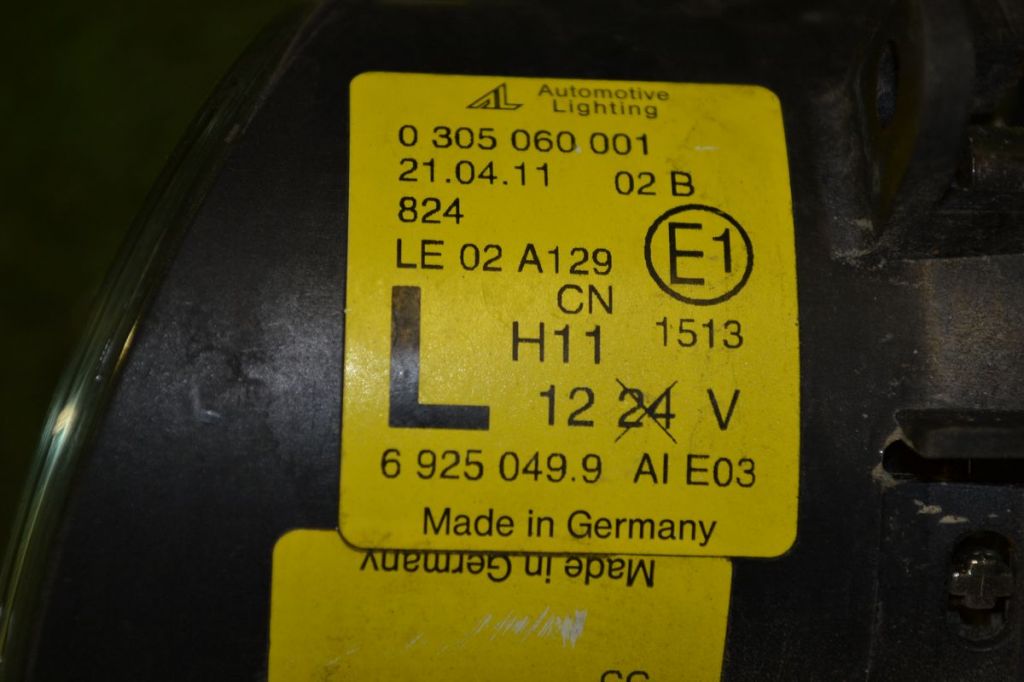 AL Automotive
Lighting
0 305 060 001
21.04.11 02 B
824
LE 02 A129
E1
CN
L H11 1513
12 24 V
6 925 049.9 AI E03
Made in Germany
Made in Germany